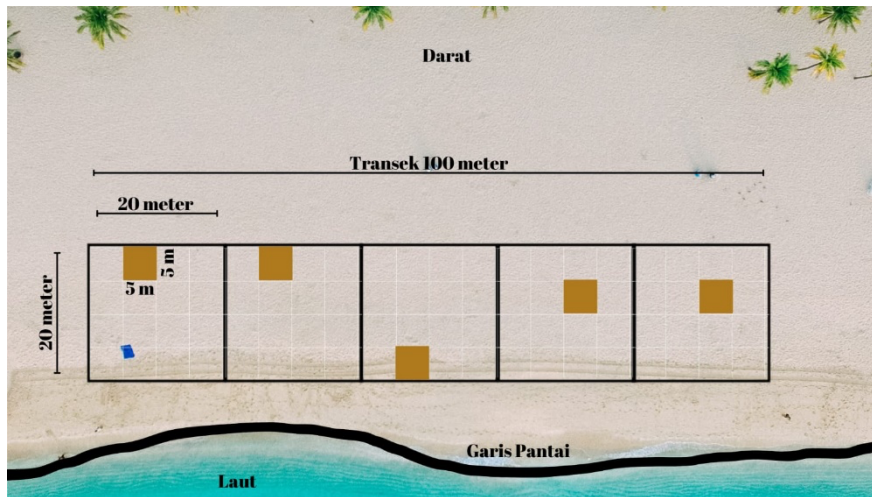 Darat
Transek 100 meter
20 meter
5 m
5 m
20 meter
Garis Pantai
Laut